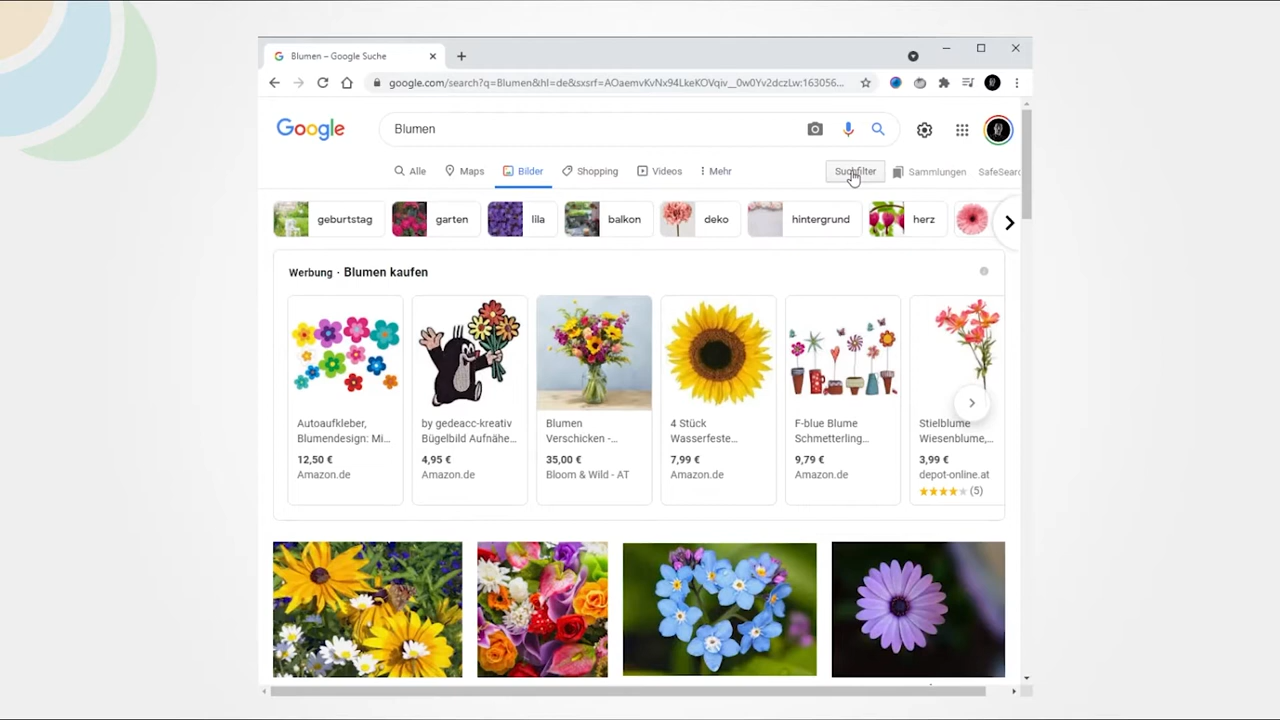 Blumen – Google Suche
google.com/search?q=Blumen&hl=de&sxsrf=AOaemvKvNx94LkeKOVqiv__0w0Yv2dczLw:163056...
Google
Blumen
Alle Maps Bilder Shopping Videos Mehr Suchfilter Sammlungen SafeSearc
geburtstag garten lila balkon deko hintergrund herz
Werbung · Blumen kaufen
Autoaufkleber,
Blumendesign: Mi...
12,50 €
Amazon.de
by gedeacc-kreativ
Bügelbild Aufnähe...
4,95 €
Amazon.de
Blumen
Verschicken -...
35,00 €
Bloom & Wild - AT
4 Stück
Wasserfeste...
7,99 €
Amazon.de
F-blue Blume
Schmetterling...
9,79 €
Amazon.de
Stielblume
Wiesenblume,...
3,99 €
depot-online.at
(5)